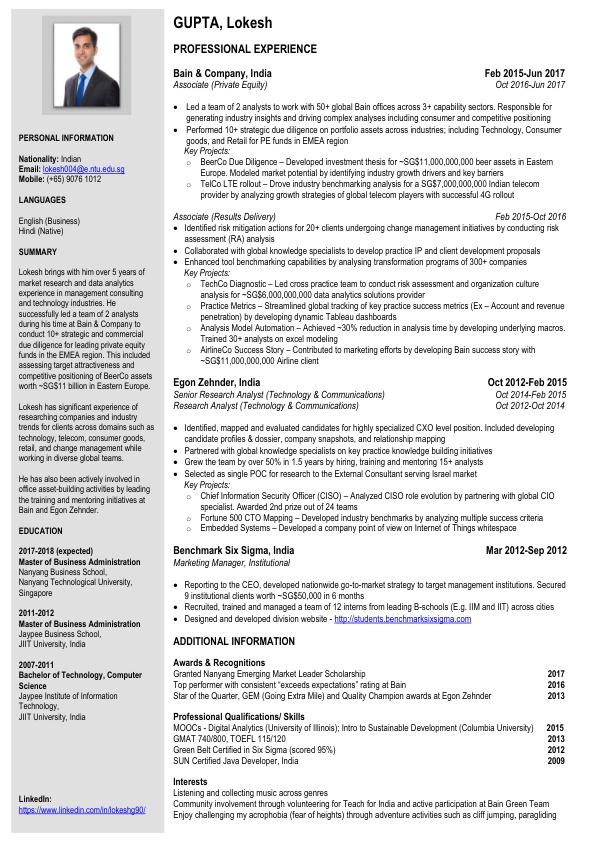 GUPTA, Lokesh
PROFESSIONAL EXPERIENCE
Bain & Company, India Feb 2015-Jun 2017
Associate (Private Equity) Oct 2016-Jun 2017
• Led a team of 2 analysts to work with 50+ global Bain offices across 3+ capability sectors. Responsible for
generating industry insights and driving complex analyses including consumer and competitive positioning
• Performed 10+ strategic due diligence on portfolio assets across industries; including Technology, Consumer
goods, and Retail for PE funds in EMEA region
Key Projects:
o BeerCo Due Diligence – Developed investment thesis for ~SG$11,000,000,000 beer assets in Eastern
Europe. Modeled market potential by identifying industry growth drivers and key barriers
o TelCo LTE rollout – Drove industry benchmarking analysis for a SG$7,000,000,000 Indian telecom
provider by analyzing growth strategies of global telecom players with successful 4G rollout
Associate (Results Delivery) Feb 2015-Oct 2016
• Identified risk mitigation actions for 20+ clients undergoing change management initiatives by conducting risk
assessment (RA) analysis
• Collaborated with global knowledge specialists to develop practice IP and client development proposals
• Enhanced tool benchmarking capabilities by analysing transformation programs of 300+ companies
Key Projects:
o TechCo Diagnostic – Led cross practice team to conduct risk assessment and organization culture
analysis for ~SG$6,000,000,000 data analytics solutions provider
o Practice Metrics – Streamlined global tracking of key practice success metrics (Ex – Account and revenue
penetration) by developing dynamic Tableau dashboards
o Analysis Model Automation – Achieved ~30% reduction in analysis time by developing underlying macros.
Trained 30+ analysts on excel modeling
o AirlineCo Success Story – Contributed to marketing efforts by developing Bain success story with
~SG$11,000,000,000 Airline client
Egon Zehnder, India Oct 2012-Feb 2015
Senior Research Analyst (Technology & Communications) Oct 2014-Feb 2015
Research Analyst (Technology & Communications) Oct 2012-Oct 2014
• Identified, mapped and evaluated candidates for highly specialized CXO level position. Included developing
candidate profiles & dossier, company snapshots, and relationship mapping
• Partnered with global knowledge specialists on key practice knowledge building initiatives
• Grew the team by over 50% in 1.5 years by hiring, training and mentoring 15+ analysts
• Selected as single POC for research to the External Consultant serving Israel market
Key Projects:
o Chief Information Security Officer (CISO) – Analyzed CISO role evolution by partnering with global CIO
specialist. Awarded 2nd prize out of 24 teams
o Fortune 500 CTO Mapping – Developed industry benchmarks by analyzing multiple success criteria
o Embedded Systems – Developed a company point of view on Internet of Things whitespace
Benchmark Six Sigma, India Mar 2012-Sep 2012
Marketing Manager, Institutional
• Reporting to the CEO, developed nationwide go-to-market strategy to target management institutions. Secured
9 institutional clients worth ~SG$50,000 in 6 months
• Recruited, trained and managed a team of 12 interns from leading B-schools (E.g. IIM and IIT) across cities
• Designed and developed division website - http://students.benchmarksixsigma.com
ADDITIONAL INFORMATION
Awards & Recognitions
Granted Nanyang Emerging Market Leader Scholarship 2017
Top performer with consistent “exceeds expectations” rating at Bain 2016
Star of the Quarter, GEM (Going Extra Mile) and Quality Champion awards at Egon Zehnder 2013
Professional Qualifications/ Skills
MOOCs - Digital Analytics (University of Illinois); Intro to Sustainable Development (Columbia University) 2015
GMAT 740/800, TOEFL 115/120 2013
Green Belt Certified in Six Sigma (scored 95%) 2012
SUN Certified Java Developer, India 2009
Interests
Listening and collecting music across genres
Community involvement through volunteering for Teach for India and active participation at Bain Green Team
Enjoy challenging my acrophobia (fear of heights) through adventure activities such as cliff jumping, paragliding
PERSONAL INFORMATION
Nationality: Indian
Email: lokesh004@e.ntu.edu.sg
Mobile: (+65) 9076 1012
LANGUAGES
English (Business)
Hindi (Native)
SUMMARY
Lokesh brings with him over 5 years of
market research and data analytics
experience in management consulting
and technology industries. He
successfully led a team of 2 analysts
during his time at Bain & Company to
conduct 10+ strategic and commercial
due diligence for leading private equity
funds in the EMEA region. This included
assessing target attractiveness and
competitive positioning of BeerCo assets
worth ~SG$11 billion in Eastern Europe.
Lokesh has significant experience of
researching companies and industry
trends for clients across domains such as
technology, telecom, consumer goods,
retail, and change management while
working in diverse global teams.
He has also been actively involved in
office asset-building activities by leading
the training and mentoring initiatives at
Bain and Egon Zehnder.
EDUCATION
2017-2018 (expected)
Master of Business Administration
Nanyang Business School,
Nanyang Technological University,
Singapore
2011-2012
Master of Business Administration
Jaypee Business School,
JIIT University, India
2007-2011
Bachelor of Technology, Computer
Science
Jaypee Institute of Information
Technology,
JIIT University, India
LinkedIn:
https://www.linkedin.com/in/lokeshg90/